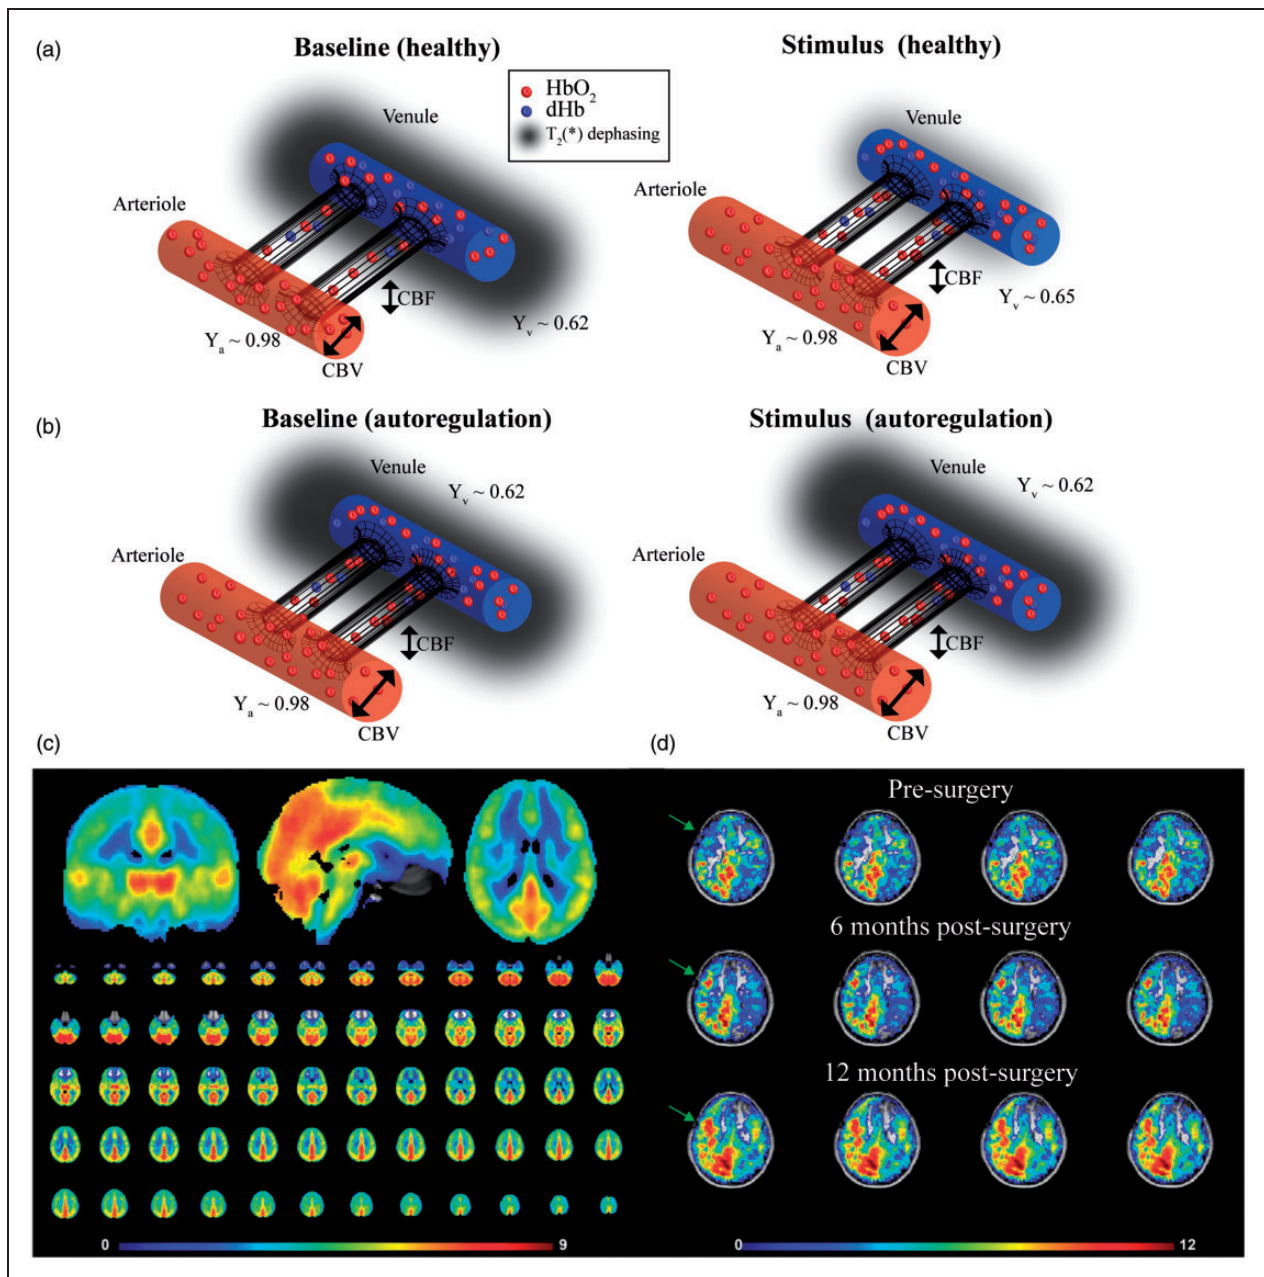 (a)
Baseline (healthy)
Stimulus (healthy)
HbO2
dHb
T2(*) dephasing
Venule
Arteriole
CBF
Ya ~ 0.98
CBV
Yv ~ 0.62
Venule
Arteriole
CBF
Yv ~ 0.65
Ya ~ 0.98
CBV
(b)
Baseline (autoregulation)
Stimulus (autoregulation)
Venule
Yv ~ 0.62
Arteriole
CBF
Ya ~ 0.98
CBV
Venule
Yv ~ 0.62
Arteriole
CBF
Ya ~ 0.98
CBV
(c)
0
9
(d)
Pre-surgery
6 months post-surgery
12 months post-surgery
0
12